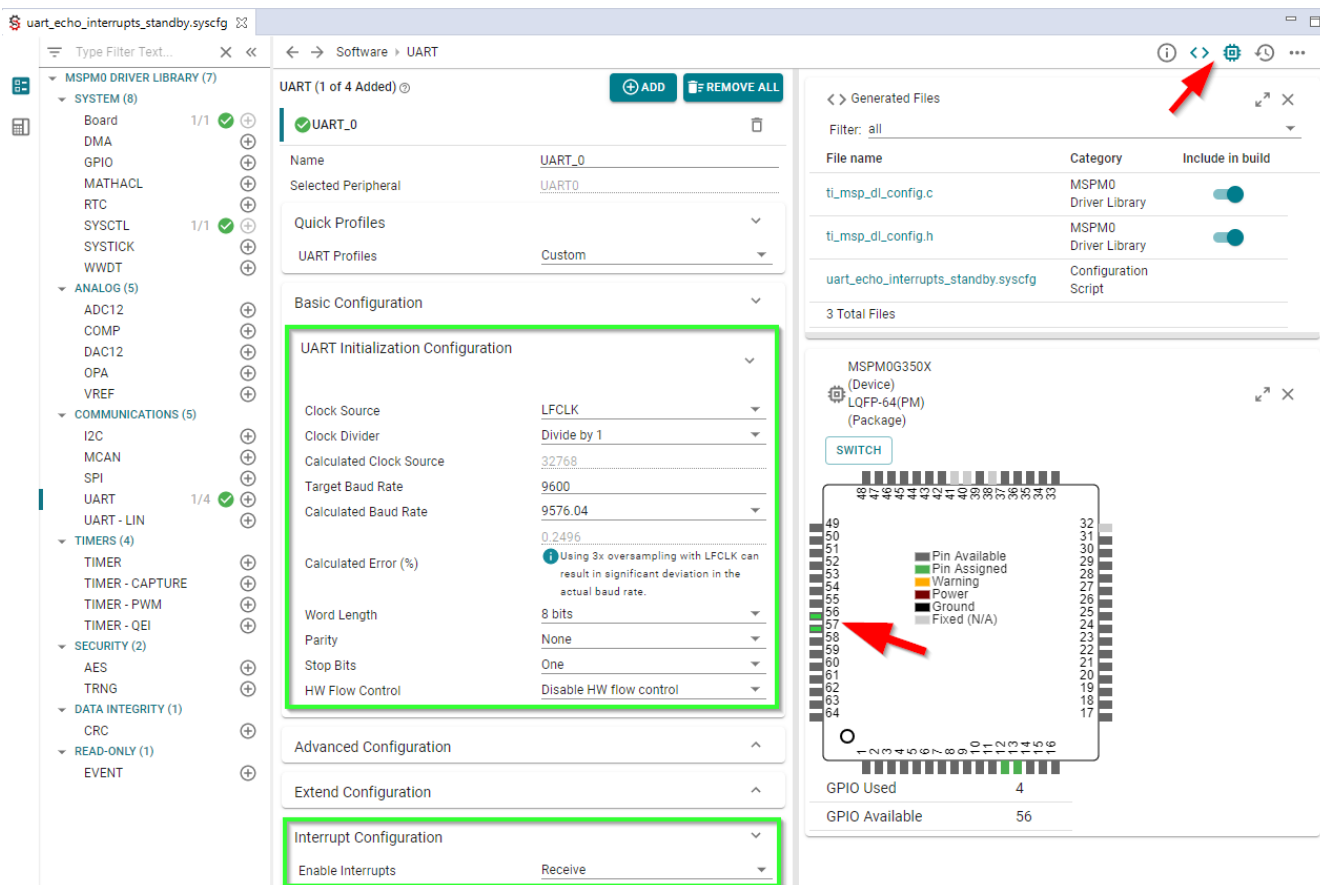 uart_echo_interrupts_standby.syscfg
Type Filter Text...
Software UART
MSPM0 DRIVER LIBRARY (7)
SYSTEM (8)
Board 1/1
DMA
GPIO
MATHACL
RTC
SYSCTL 1/1
SYSTICK
WWDT
ANALOG (5)
ADC12
COMP
DAC12
OPA
VREF
COMMUNICATIONS (5)
I2C
MCAN
SPI
UART 1/4
UART - LIN
TIMERS (4)
TIMER
TIMER - CAPTURE
TIMER - PWM
TIMER - QEI
SECURITY (2)
AES
TRNG
DATA INTEGRITY (1)
CRC
READ-ONLY (1)
EVENT
UART (1 of 4 Added)
ADD
REMOVE ALL
UART_0
Name UART_0
Selected Peripheral UART0
Quick Profiles
UART Profiles Custom
Basic Configuration
UART Initialization Configuration
Clock Source LFCLK
Clock Divider Divide by 1
Calculated Clock Source 32768
Target Baud Rate 9600
Calculated Baud Rate 9576.04
Calculated Error (%) 0.2496
Using 3x oversampling with LFCLK can
result in significant deviation in the
actual baud rate.
Word Length 8 bits
Parity None
Stop Bits One
HW Flow Control Disable HW flow control
Advanced Configuration
Extend Configuration
Interrupt Configuration
Enable Interrupts Receive
Generated Files
Filter: all
File name Category Include in build
ti_msp_dl_config.c MSPM0
Driver Library
ti_msp_dl_config.h MSPM0
Driver Library
uart_echo_interrupts_standby.syscfg Configuration
Script
3 Total Files
MSPM0G350X
(Device)
LQFP-64(PM)
(Package)
SWITCH
48 47 46 45 44 43 42 41 40 39 38 37 36 35 34 33
49 32
50 31
51 30
52 29
53 28
54 27
55 26
56 25
57 24
58 23
59 22
60 21
61 20
62 19
63 18
64 17
Pin Available
Pin Assigned
Warning
Power
Ground
Fixed (N/A)
1 2 3 4 5 6 7 8 9 10 11 12 13 14 15 16
GPIO Used 4
GPIO Available 56